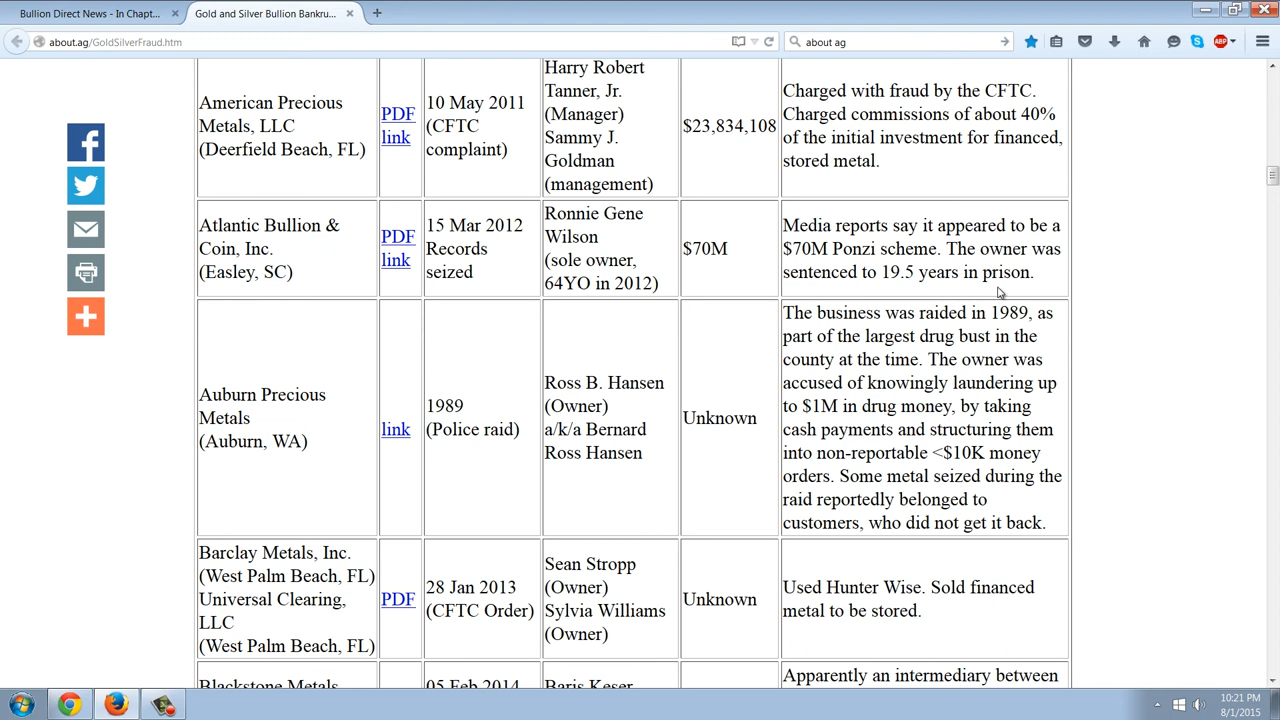 Bullion Direct News - In Chapt...
Gold and Silver Bullion Bankru...
about.ag/GoldSilverFraud.htm
about ag
ABP
American Precious
Metals, LLC
(Deerfield Beach, FL)
PDF
link
10 May 2011
(CFTC
complaint)
Harry Robert
Tanner, Jr.
(Manager)
Sammy J.
Goldman
(management)
$23,834,108
Charged with fraud by the CFTC.
Charged commissions of about 40%
of the initial investment for financed,
stored metal.
Atlantic Bullion &
Coin, Inc.
(Easley, SC)
PDF
link
15 Mar 2012
Records
seized
Ronnie Gene
Wilson
(sole owner,
64YO in 2012)
$70M
Media reports say it appeared to be a
$70M Ponzi scheme. The owner was
sentenced to 19.5 years in prison.
Auburn Precious
Metals
(Auburn, WA)
link
1989
(Police raid)
Ross B. Hansen
(Owner)
a/k/a Bernard
Ross Hansen
Unknown
The business was raided in 1989, as
part of the largest drug bust in the
county at the time. The owner was
accused of knowingly laundering up
to $1M in drug money, by taking
cash payments and structuring them
into non-reportable <$10K money
orders. Some metal seized during the
raid reportedly belonged to
customers, who did not get it back.
Barclay Metals, Inc.
(West Palm Beach, FL)
Universal Clearing,
LLC
(West Palm Beach, FL)
PDF
28 Jan 2013
(CFTC Order)
Sean Stropp
(Owner)
Sylvia Williams
(Owner)
Unknown
Used Hunter Wise. Sold financed
metal to be stored.
Blackstone Metals
05 Feb 2014
Baris Keser
Apparently an intermediary between
10:21 PM
8/1/2015